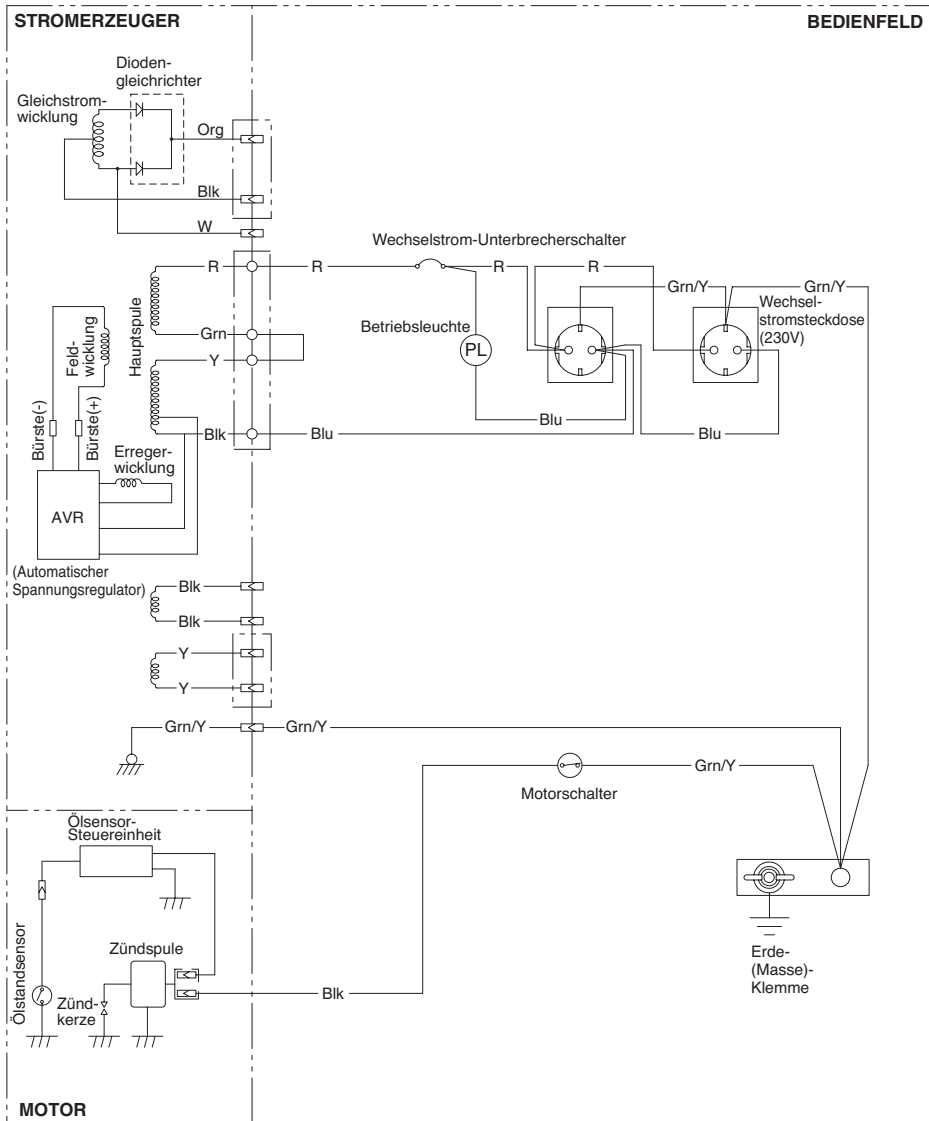 STROMERZEUGER
BEDIENFELD
Dioden-
gleichrichter
Gleichstrom-
wicklung
Org
Blk
W
Wechselstrom-Unterbrecherschalter
R
R
R
R
Grn/Y
Grn/Y
Wechsel-
stromsteckdose
(230V)
Betriebsleuchte
PL
Hauptspule
Grn
Y
Feld-
wicklung
Blu
Blk
Blu
Blu
Bürste(-)
Bürste(+)
Erreger-
wicklung
AVR
(Automatischer
Spannungsregulator)
Blk
Blk
Y
Y
Grn/Y
Grn/Y
Grn/Y
Motorschalter
Ölsensor-
Steuereinheit
Ölstandsensor
Zündspule
Zünd-
kerze
Blk
Erde-
(Masse)-
Klemme
MOTOR